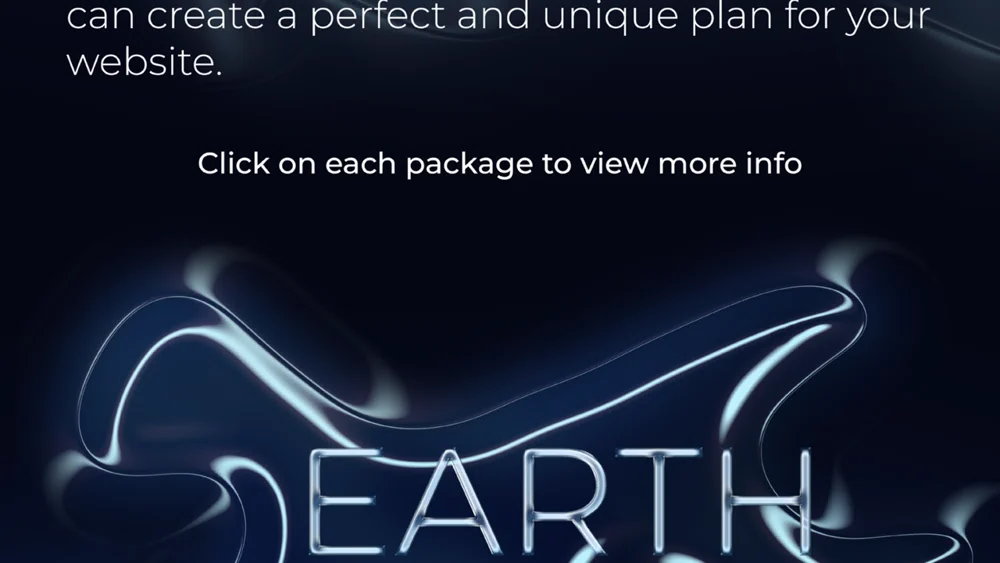 can create a perfect and unique plan for your
website.
Click on each package to view more info
EARTH